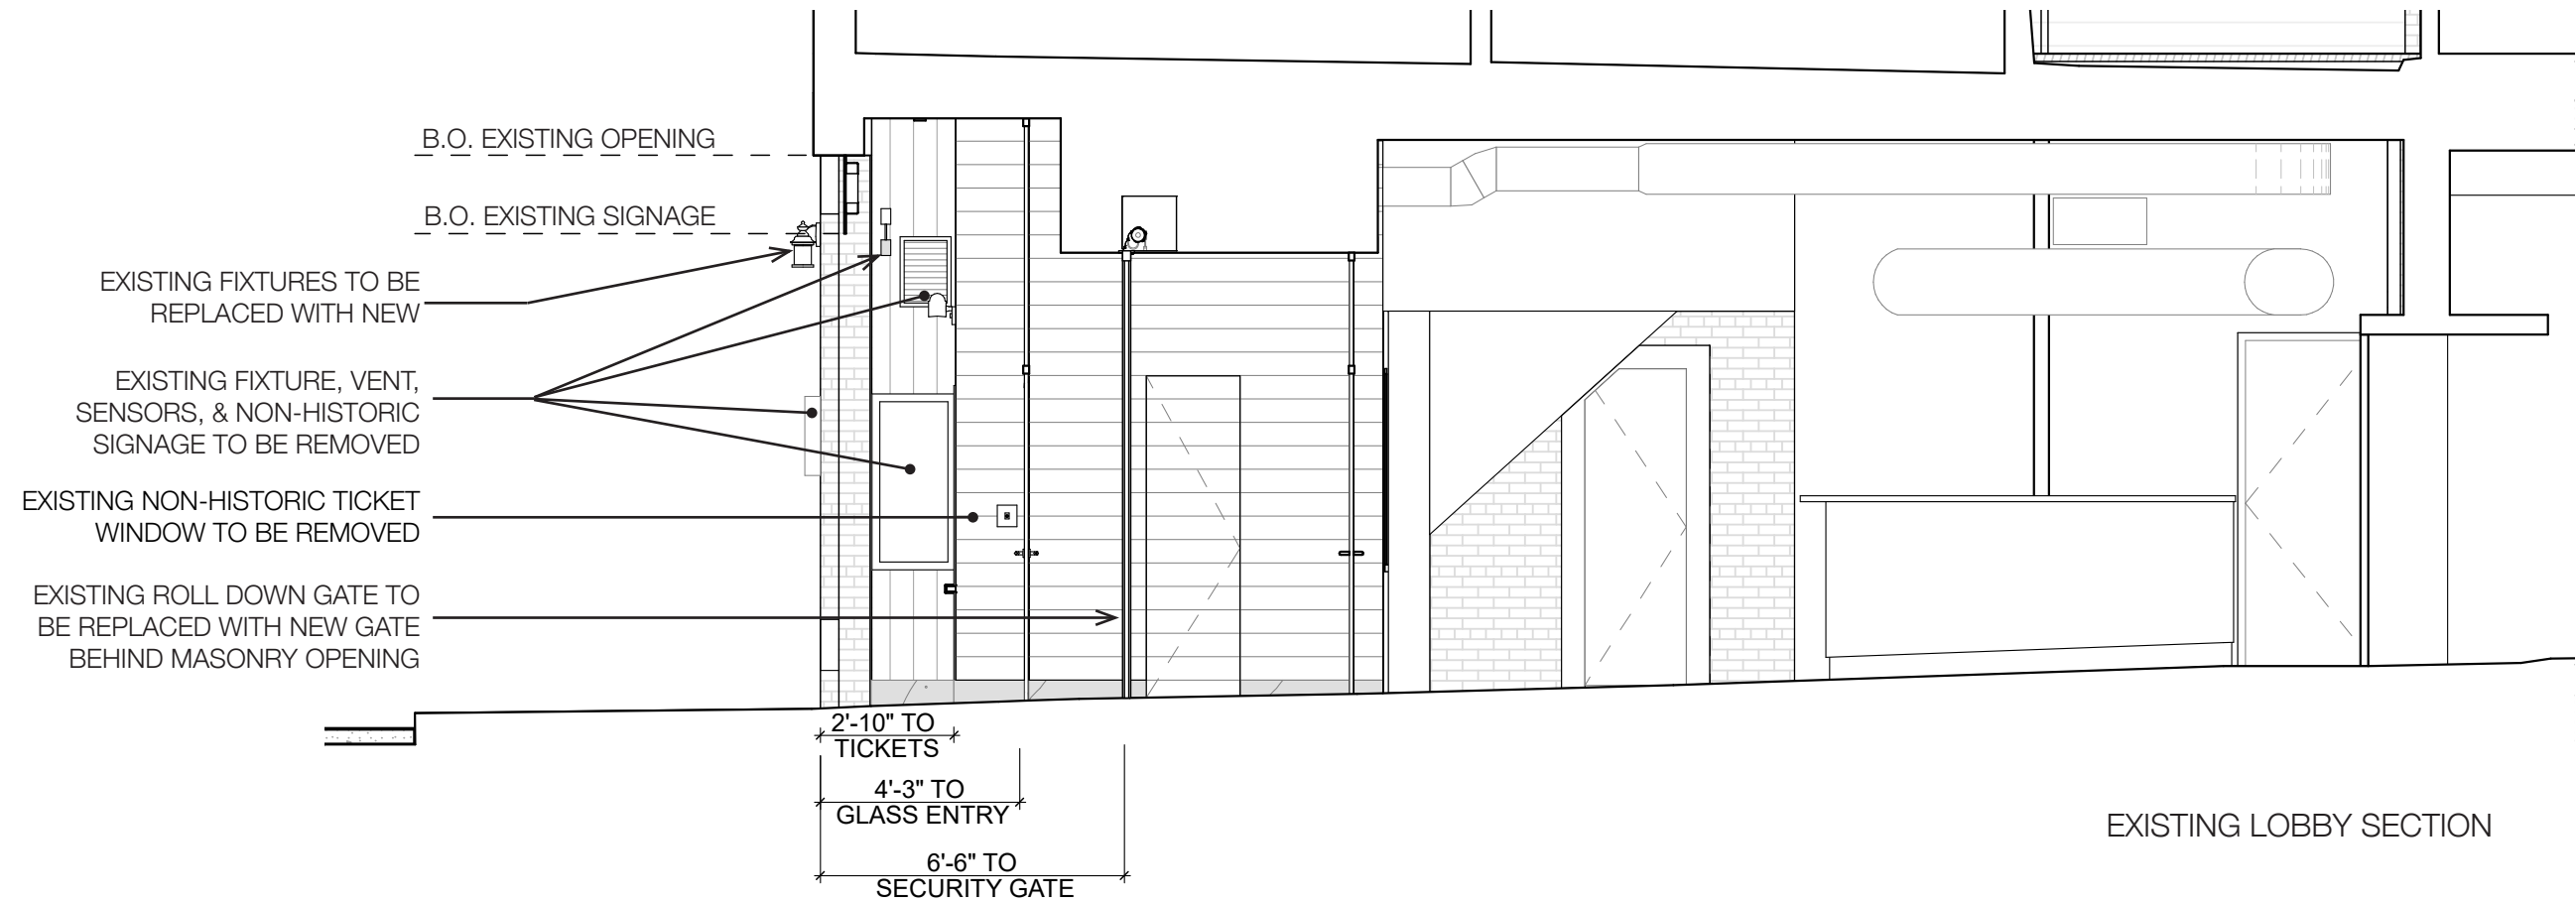 B.O. EXISTING OPENING
B.O. EXISTING SIGNAGE
EXISTING FIXTURES TO BE
REPLACED WITH NEW
EXISTING FIXTURE, VENT,
SENSORS, & NON-HISTORIC
SIGNAGE TO BE REMOVED
EXISTING NON-HISTORIC TICKET
WINDOW TO BE REMOVED
EXISTING ROLL DOWN GATE TO
BE REPLACED WITH NEW GATE
BEHIND MASONRY OPENING
2'-10" TO
TICKETS
4'-3" TO
GLASS ENTRY
6'-6" TO
SECURITY GATE
EXISTING LOBBY SECTION